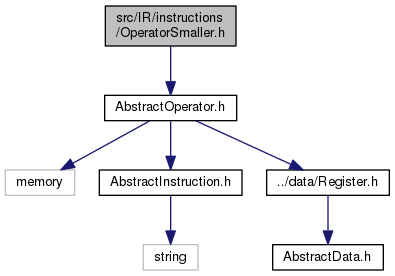 src/IR/instructions
/OperatorSmaller.h
AbstractOperator.h
memory
AbstractInstruction.h
../data/Register.h
string
AbstractData.h